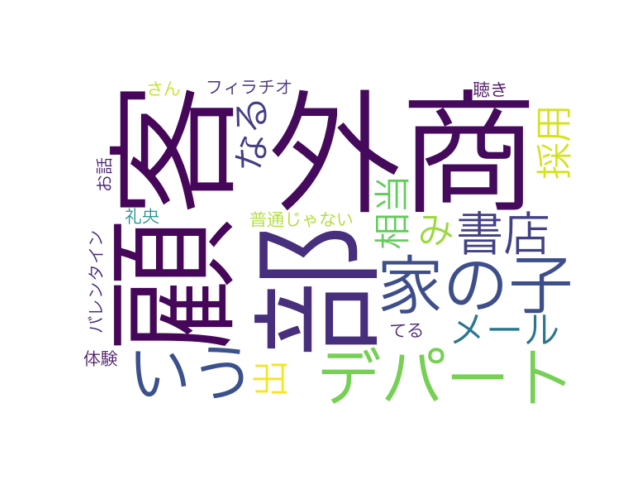 さん
フィラチオ
聴き
顧客
外商
なる
採用
お話
礼央
普通じゃない
相当
み
書店
バレンタイン
部
家の子
てる
メール
体験
いう
出
デパート